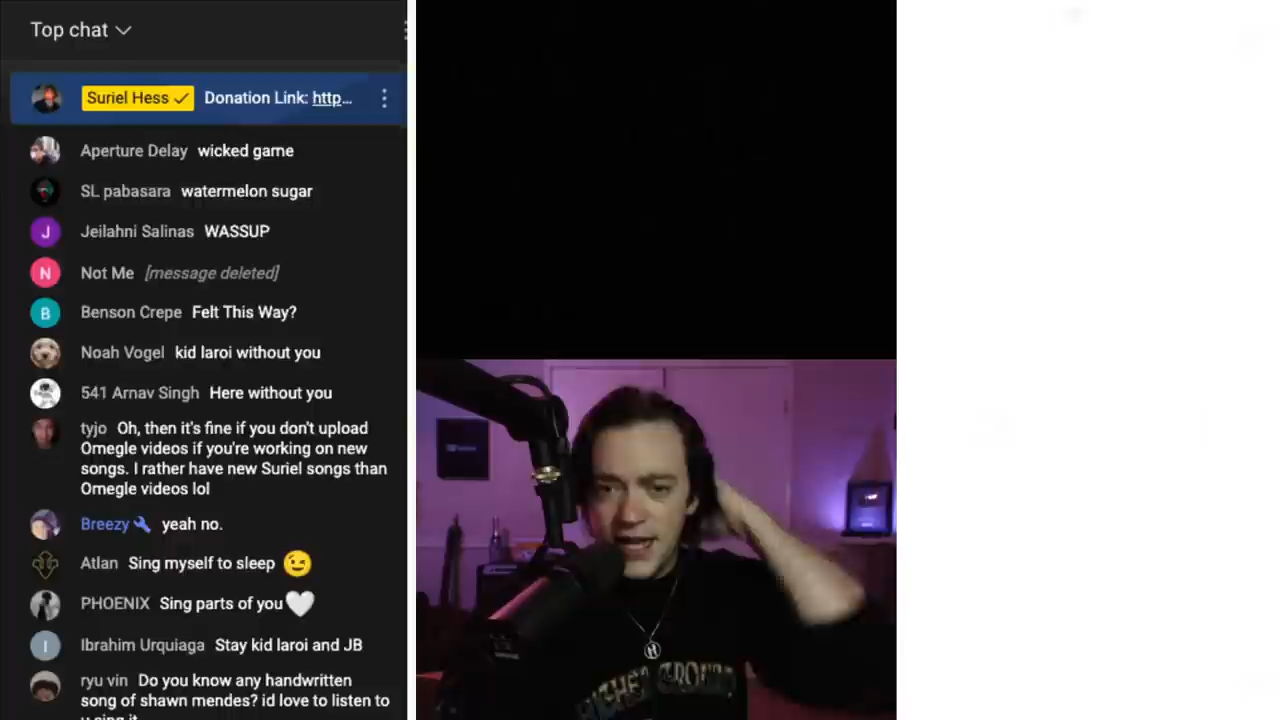 Top chat
Suriel Hess Donation Link: http...
Aperture Delay wicked game
SL pabasara watermelon sugar
J Jeilahni Salinas WASSUP
N Not Me [message deleted]
B Benson Crepe Felt This Way?
Noah Vogel kid laroi without you
541 Arnav Singh Here without you
tyjo Oh, then it's fine if you don't upload
Omegle videos if you're working on new
songs. I rather have new Suriel songs than
Omegle videos lol
Breezy yeah no.
Atlan Sing myself to sleep 😉
PHOENIX Sing parts of you🤍
I Ibrahim Urquiaga Stay kid laroi and JB
ryu vin Do you know any handwritten
song of shawn mendes? id love to listen to
u sing it
HIGHER GROUND